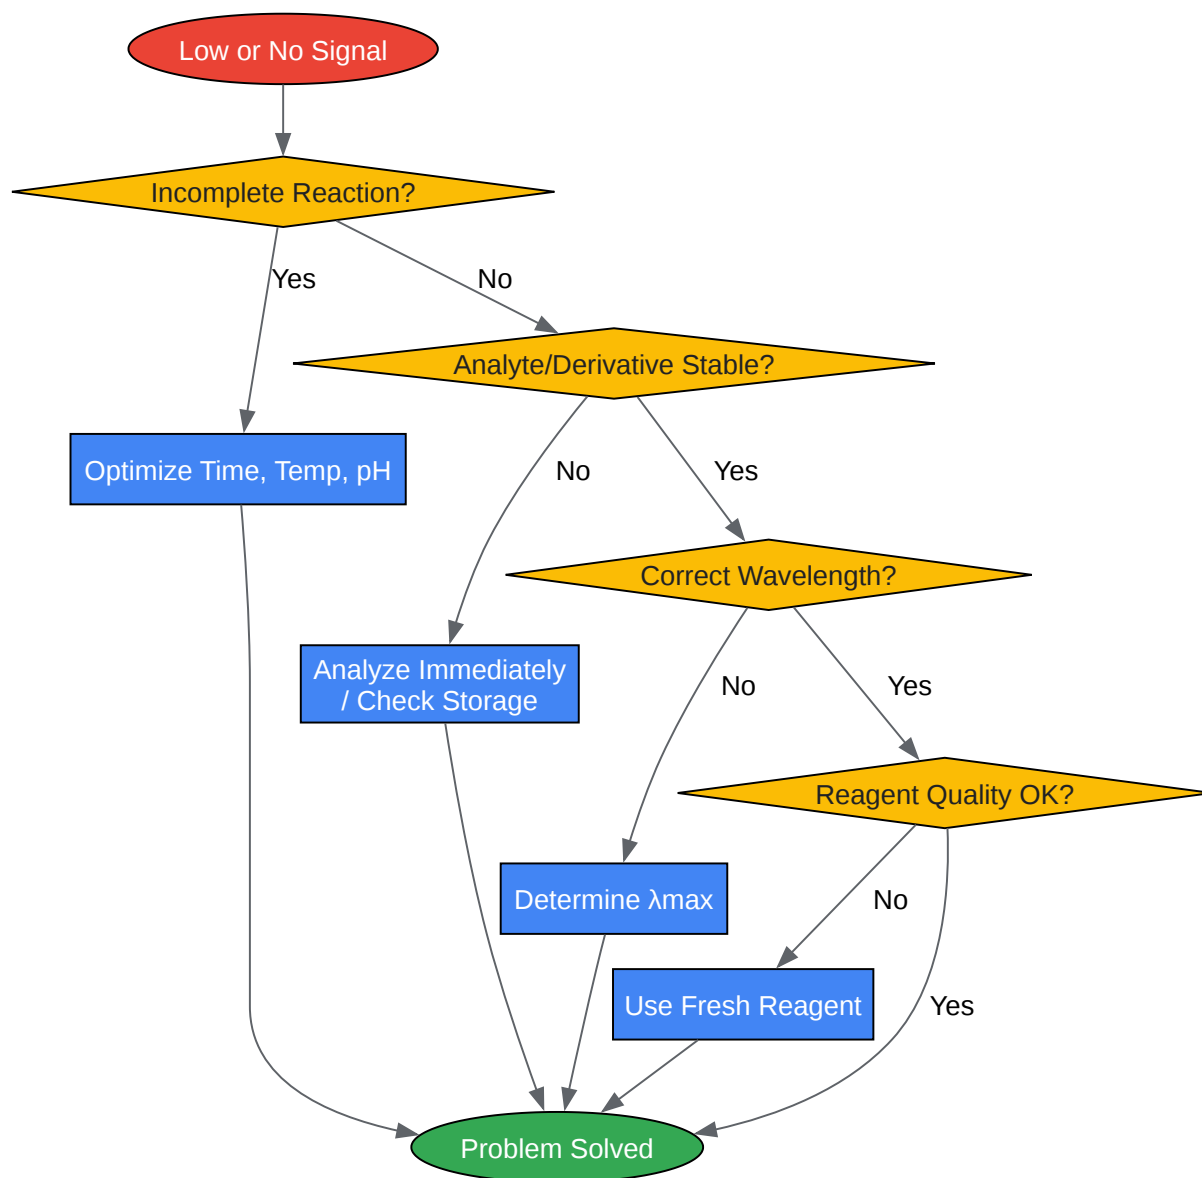 Low or No Signal
Incomplete Reaction?
Yes
No
Analyte/Derivative Stable?
Optimize Time, Temp, pH
No
Yes
Correct Wavelength?
Analyze Immediately
/ Check Storage
No
Yes
Reagent Quality OK?
Determine λmax
No
Use Fresh Reagent
Yes
Problem Solved